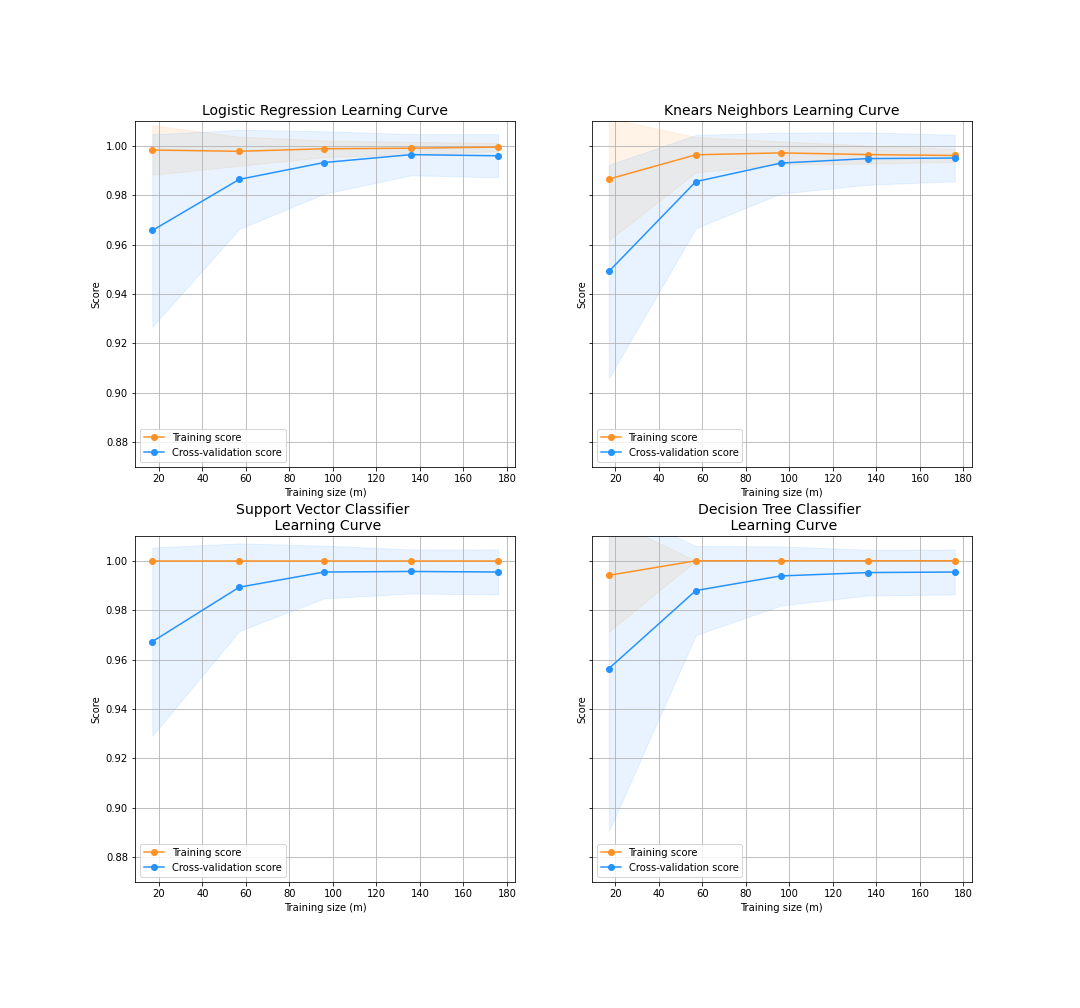 Logistic Regression Learning Curve
1.00
0.98
0.96
0.94
0.92
0.90
0.88
Score
Training score
Cross-validation score
20 40 60 80 100 120 140 160 180
Training size (m)
Knears Neighbors Learning Curve
Score
Training score
Cross-validation score
20 40 60 80 100 120 140 160 180
Training size (m)
Support Vector Classifier
Learning Curve
1.00
0.98
0.96
0.94
0.92
0.90
0.88
Score
Training score
Cross-validation score
20 40 60 80 100 120 140 160 180
Training size (m)
Decision Tree Classifier
Learning Curve
Score
Training score
Cross-validation score
20 40 60 80 100 120 140 160 180
Training size (m)